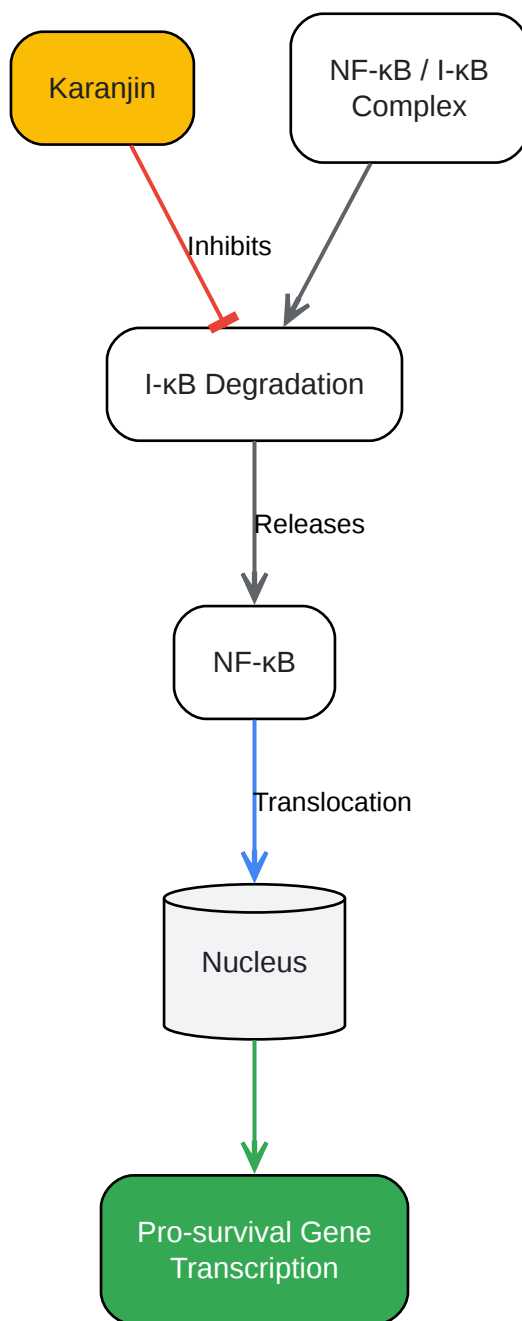 Karanjin
NF-κB / I-κB
Complex
Inhibits
I-κB Degradation
Releases
NF-κB
Translocation
Nucleus
Pro-survival Gene
Transcription